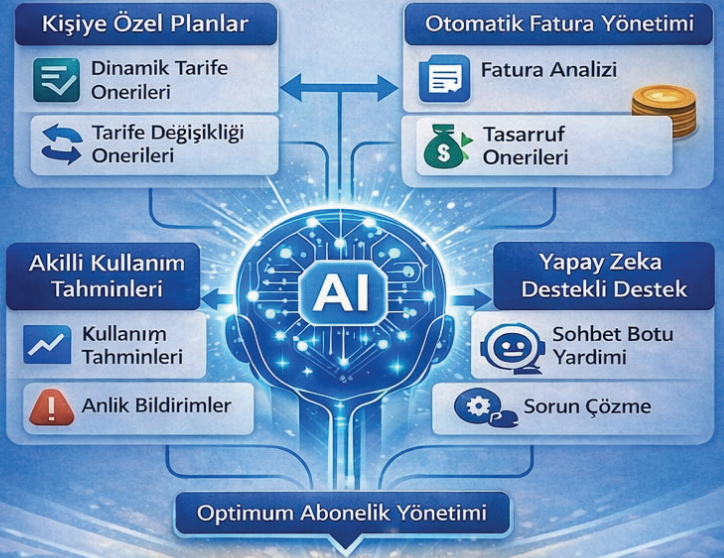 Kişiye Özel Planlar
Dinamik Tarife
Onerileri
Tarife Değişikliği
Onerileri
Otomatik Fatura Yönetimi
Fatura Analizi
Tasarruf
Onerileri
AI
Akilli Kullanım
Tahminleri
Kullanım
Tahminleri
Anlik Bildirimler
Yapay Zeka
Destekli Destek
Sohbet Botu
Yardimi
Sorun Çözme
Optimum Abonelik Yönetimi